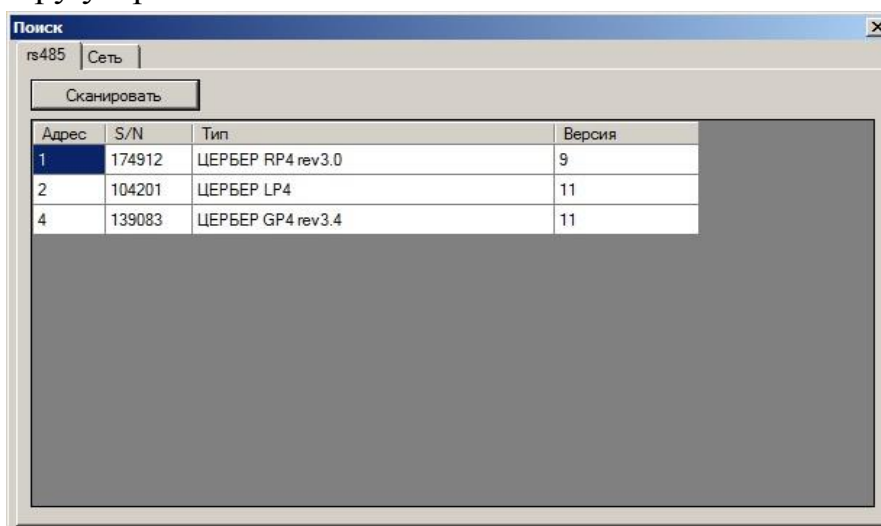 Поиск
rs485 Сеть
Сканировать
Адрес S/N Тип Версия
1 174912 ЦЕРБЕР RP4 rev3.0 9
2 104201 ЦЕРБЕР LP4 11
4 139083 ЦЕРБЕР GP4 rev3.4 11